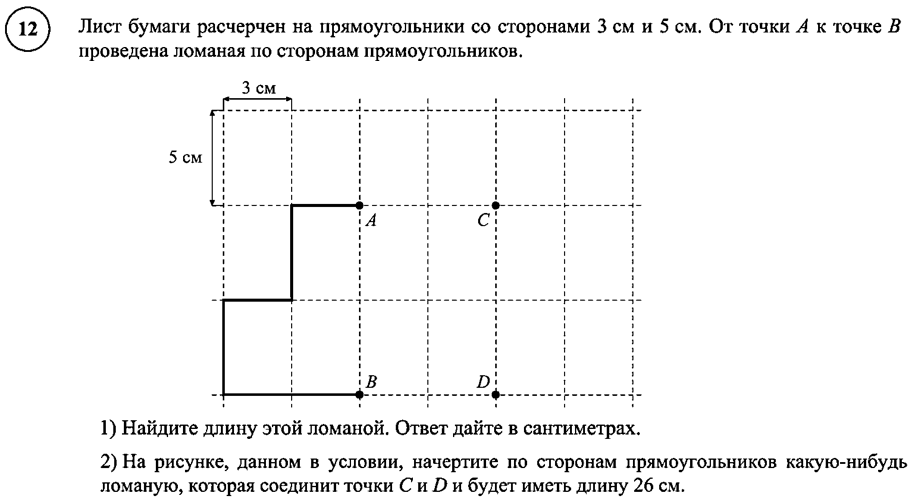 12
Лист бумаги расчерчен на прямоугольники со сторонами 3 см и 5 см. От точки A к точке B
проведена ломаная по сторонам прямоугольников.
3 см
5 см
A
C
B
D
1) Найдите длину этой ломаной. Ответ дайте в сантиметрах.
2) На рисунке, данном в условии, начертите по сторонам прямоугольников какую-нибудь
ломаную, которая соединит точки C и D и будет иметь длину 26 см.